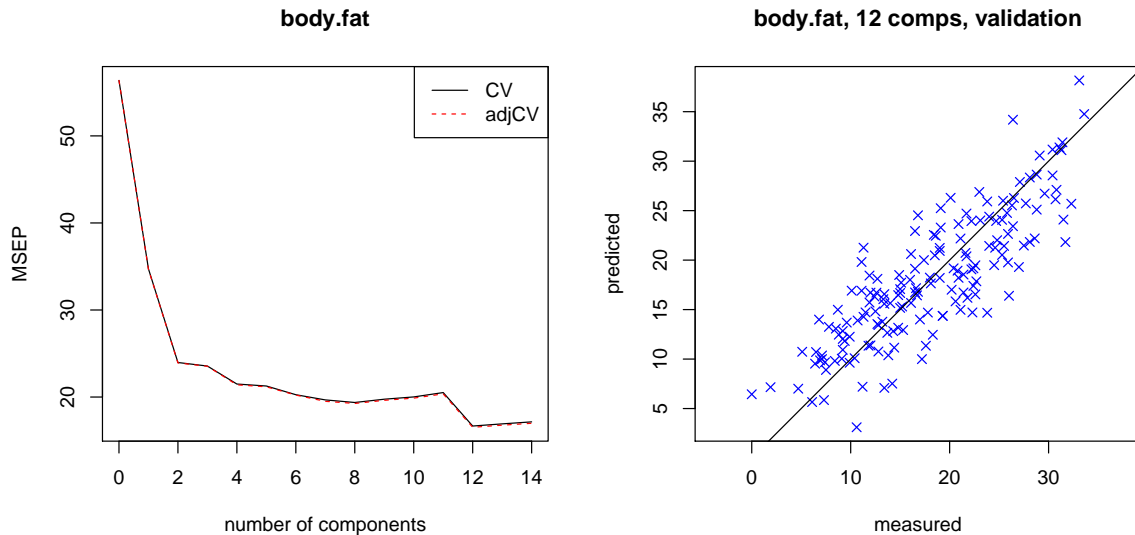 body.fat
CV
adjCV
50
40
30
20
MSEP
0 2 4 6 8 10 12 14
number of components
body.fat, 12 comps, validation
35
30
25
20
15
10
5
predicted
0 10 20 30
measured